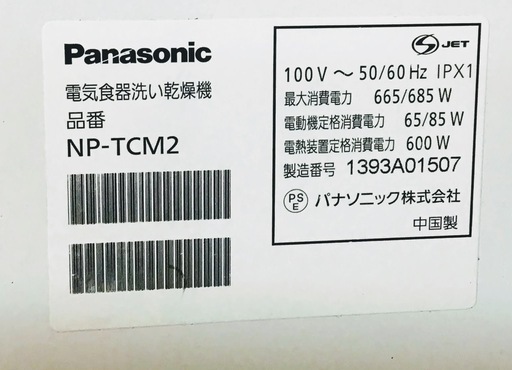 Panasonic
電気食器洗い乾燥機
品番
NP-TCM2
S JET
100V～50/60Hz IPX1
最大消費電力 665/685W
電動機定格消費電力 65/85W
電熱装置定格消費電力 600W
製造番号 1393A01507
PS
E
パナソニック株式会社
中国製